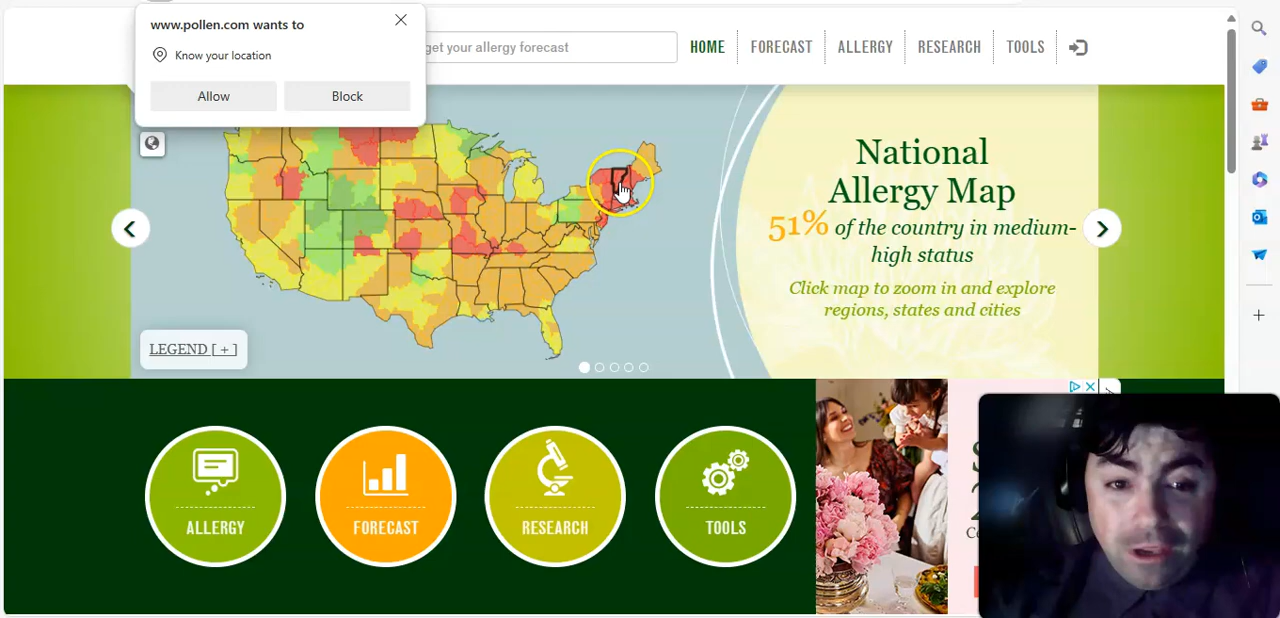 www.pollen.com wants to
Know your location
Allow
Block
get your allergy forecast
HOME
FORECAST
ALLERGY
RESEARCH
TOOLS
National
Allergy Map
51% of the country in medium-
high status
Click map to zoom in and explore
regions, states and cities
LEGEND [ + ]
ALLERGY
FORECAST
RESEARCH
TOOLS